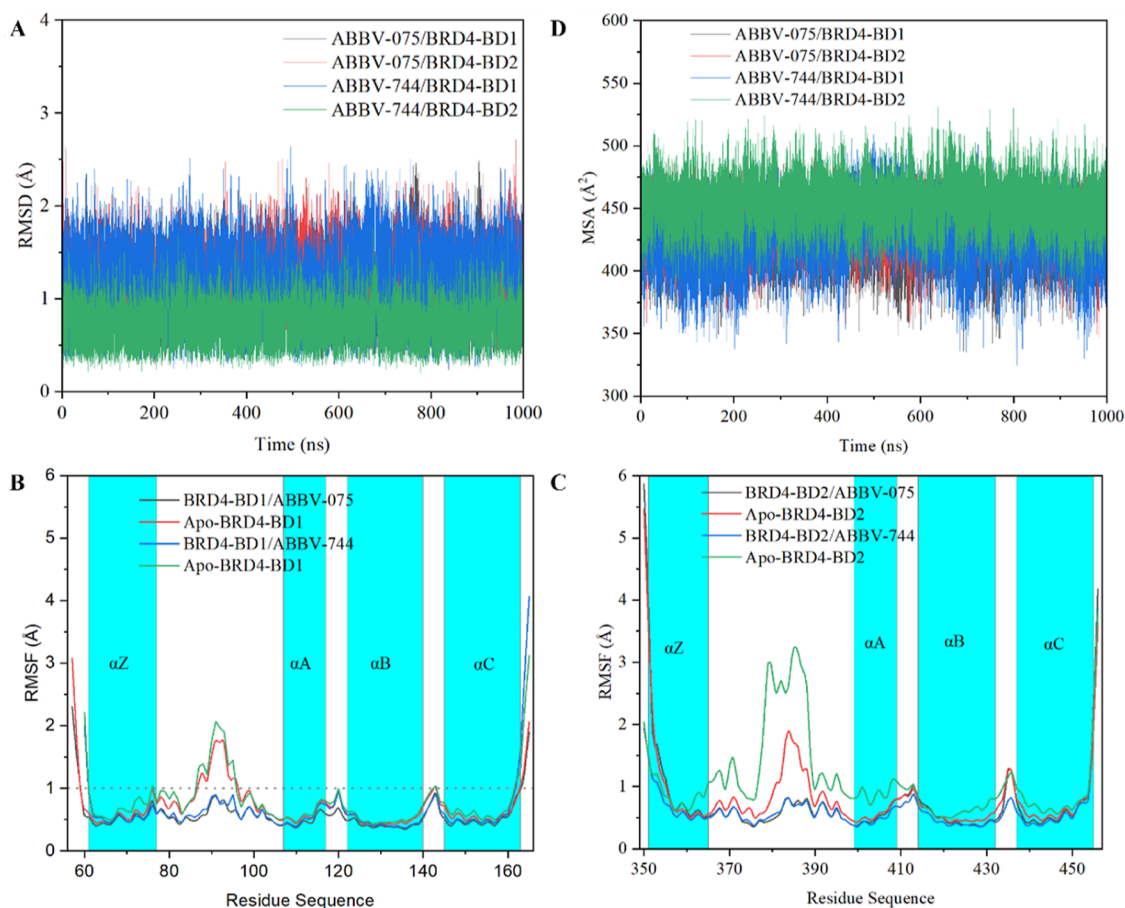 A
4
3
2
1
0
RMSD (Å)
ABBV-075/BRD4-BD1
ABBV-075/BRD4-BD2
ABBV-744/BRD4-BD1
ABBV-744/BRD4-BD2
0 200 400 600 800 1000
Time (ns)
D
600
550
500
450
400
350
300
MSA (Å²)
ABBV-075/BRD4-BD1
ABBV-075/BRD4-BD2
ABBV-744/BRD4-BD1
ABBV-744/BRD4-BD2
0 200 400 600 800 1000
Time (ns)
B
6
5
4
3
2
1
0
RMSF (Å)
BRD4-BD1/ABBV-075
Apo-BRD4-BD1
BRD4-BD1/ABBV-744
Apo-BRD4-BD1
αZ αA αB αC
60 80 100 120 140 160
Residue Sequence
C
6
5
4
3
2
1
0
RMSF (Å)
BRD4-BD2/ABBV-075
Apo-BRD4-BD2
BRD4-BD2/ABBV-744
Apo-BRD4-BD2
αZ αA αB αC
350 370 390 410 430 450
Residue Sequence